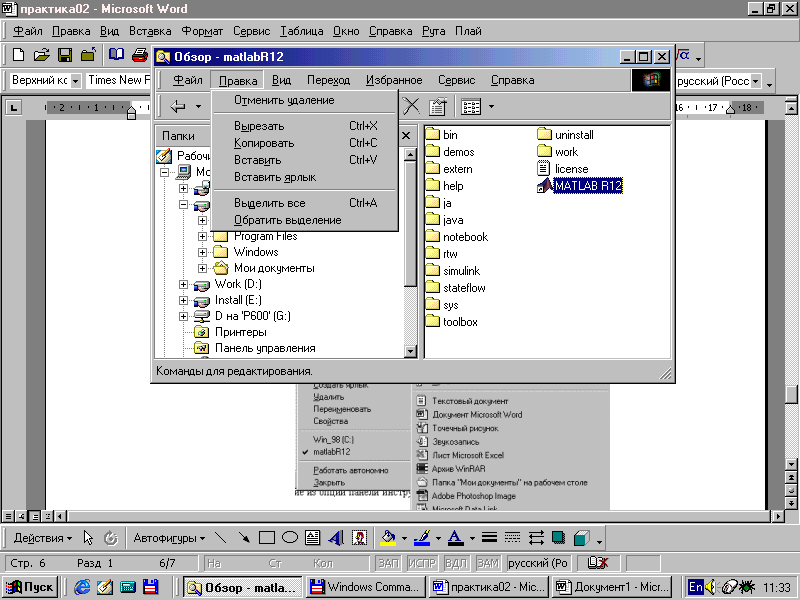 практика02 - Microsoft Word
Файл Правка Вид Вставка Формат Сервис Таблица Окно Справка Рута Плай
Times New F
русский (Росс
2 1 16 17 18
Обзор - matlabR12
Файл Правка Вид Переход Избранное Сервис Справка
Отменить удаление
Вырезать Ctrl+X
Копировать Ctrl+C
Вставить Ctrl+V
Вставить ярлык
Выделить все Ctrl+A
Обратить выделение
Папки
Program Files
Windows
Мои документы
Work (D:)
Install (E:)
D на 'P600' (G:)
Принтеры
Панель управления
bin
demos
extern
help
ja
java
notebook
rtw
simulink
stateflow
sys
toolbox
uninstall
work
license
MATLAB R12
Команды для редактирования.
Создать ярлык
Удалить
Переименовать
Свойства
Win_98 (C:)
matlabR12
Работать автономно
Закрыть
Текстовый документ
Документ Microsoft Word
Точечный рисунок
Звукозапись
Лист Microsoft Excel
Архив WinRAR
Папка "Мои документы" на рабочем столе
Adobe Photoshop Image
Microsoft Data Link
ие из опции панели инстру
Действия Автофигуры
Стр. 6 Разд 1 6/7 На Ст Кол ЗАП ИСПР ВДЛ ЗАМ русский (Ро
Пуск Обзор - matla... Windows Comma... практика02 - Mic... Документ1 - Micr... En 11:33